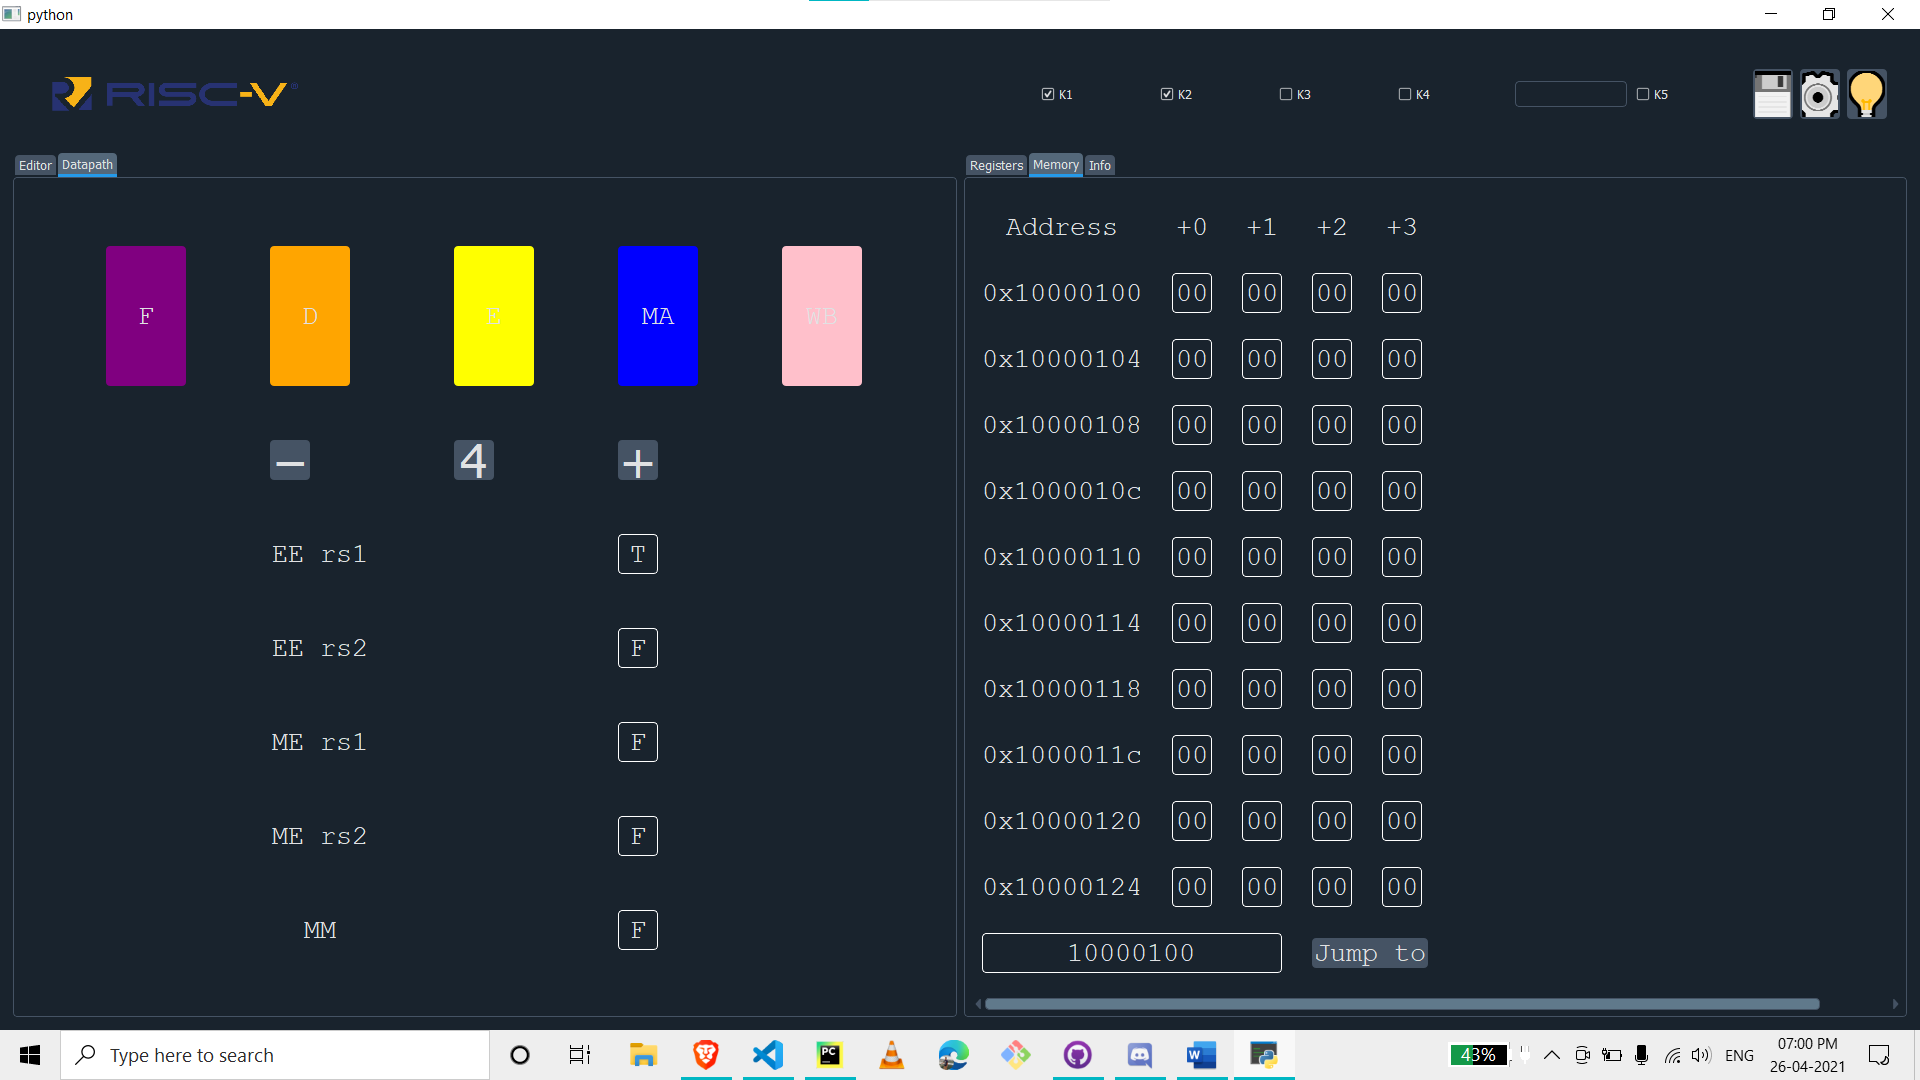 python
RISC-V®
K1 K2 K3 K4 K5
Editor Datapath
Registers Memory Info
F D E MA WB
− 4 +
EE rs1 T
EE rs2 F
ME rs1 F
ME rs2 F
MM F
Address +0 +1 +2 +3
0x10000100 00 00 00 00
0x10000104 00 00 00 00
0x10000108 00 00 00 00
0x1000010c 00 00 00 00
0x10000110 00 00 00 00
0x10000114 00 00 00 00
0x10000118 00 00 00 00
0x1000011c 00 00 00 00
0x10000120 00 00 00 00
0x10000124 00 00 00 00
10000100 Jump to
Type here to search
PC
W
43%
ENG
07:00 PM
26-04-2021